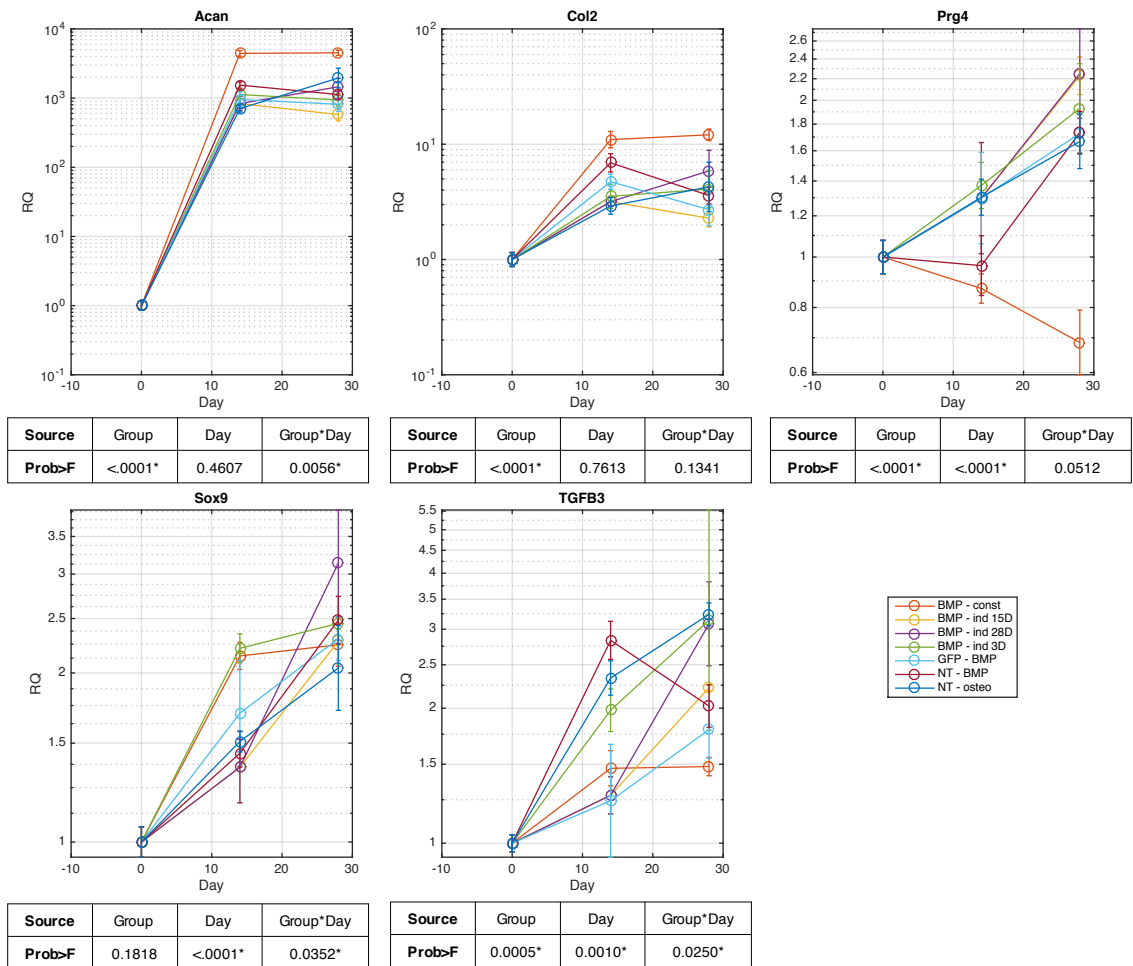 Acan
10^4
10^3
10^2
10^1
10^0
10^-1
RQ
-10 0 10 20 30
Day
Source Group Day Group*Day
Prob>F <.0001* 0.4607 0.0056*
Col2
10^2
10^1
10^0
10^-1
RQ
-10 0 10 20 30
Day
Source Group Day Group*Day
Prob>F <.0001* 0.7613 0.1341
Prg4
2.6
2.4
2.2
2
1.8
1.6
1.4
1.2
1
0.8
0.6
RQ
-10 0 10 20 30
Day
Source Group Day Group*Day
Prob>F <.0001* <.0001* 0.0512
Sox9
3.5
3
2.5
2
1.5
1
RQ
-10 0 10 20 30
Day
Source Group Day Group*Day
Prob>F 0.1818 <.0001* 0.0352*
TGFB3
5.5
5
4.5
4
3.5
3
2.5
2
1.5
1
RQ
-10 0 10 20 30
Day
Source Group Day Group*Day
Prob>F 0.0005* 0.0010* 0.0250*
BMP - const
BMP - ind 15D
BMP - ind 28D
BMP - ind 3D
GFP - BMP
NT - BMP
NT - osteo